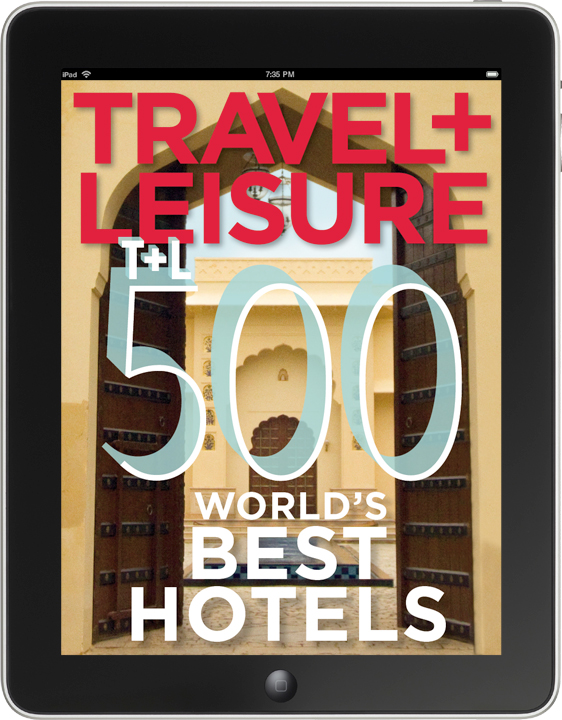 iPad 7:35 PM
TRAVEL+
LEISURE
T+L
500
WORLD'S
BEST
HOTELS